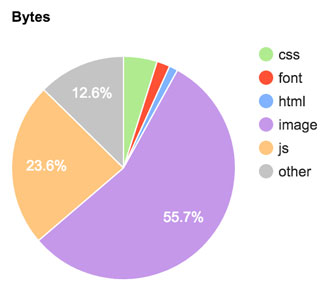 Bytes
css
font
html
image
js
other
12.6%
23.6%
55.7%